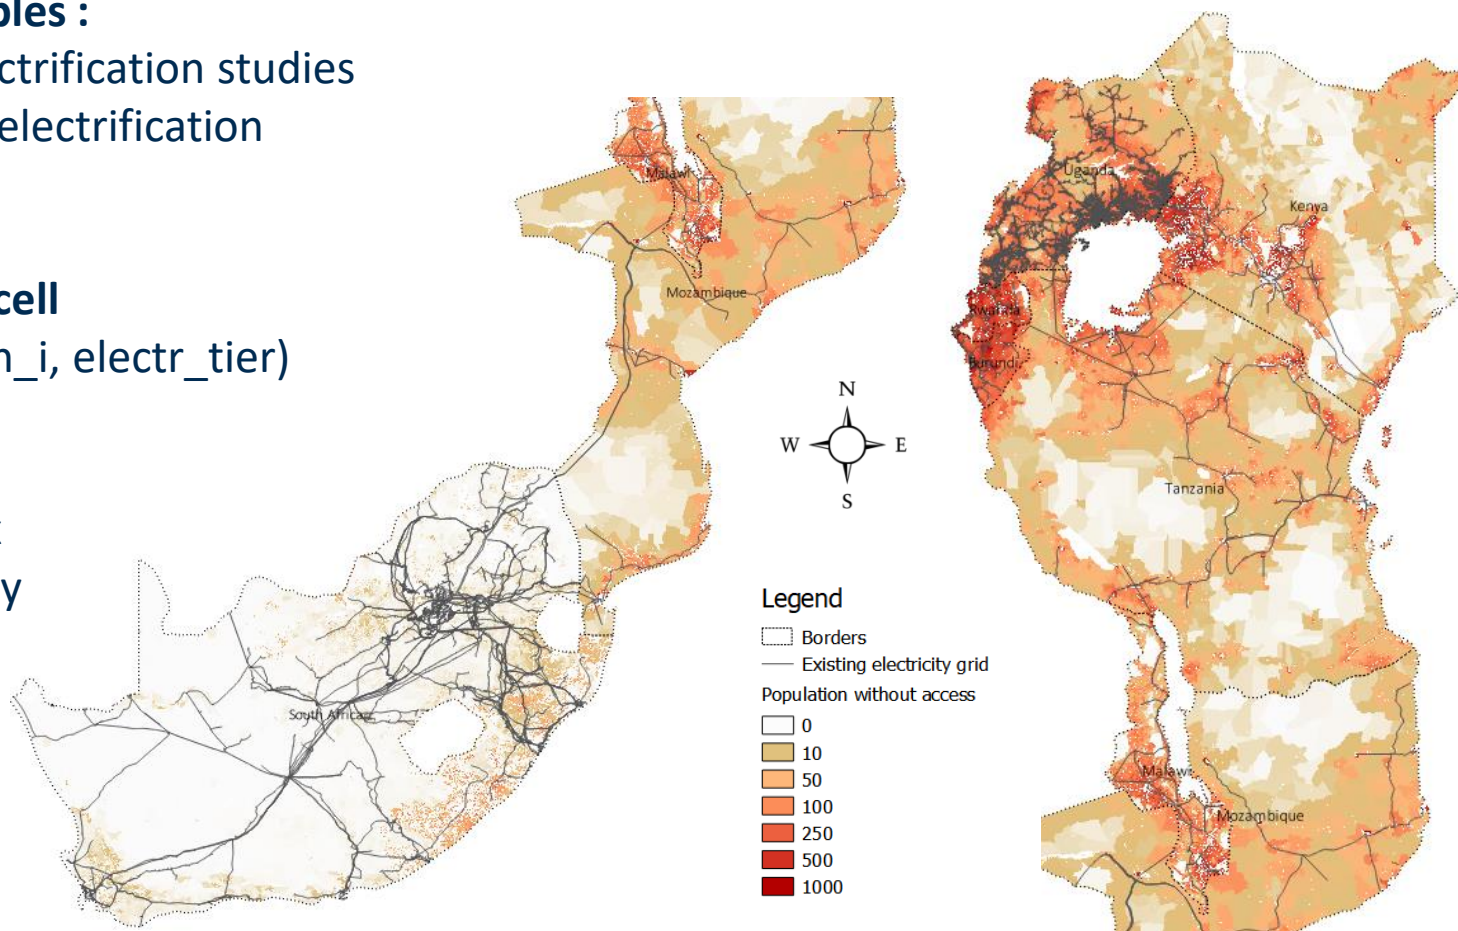 ples :
ctrification studies
electrification
cell
n_i, electr_tier)
t
y
Malawi
Mozambique
South Africa
N
W
E
S
Legend
Borders
Existing electricity grid
Population without access
0
10
50
100
250
500
1000
Uganda
Kenya
Rwanda
Burundi
Tanzania
Malawi
Mozambique